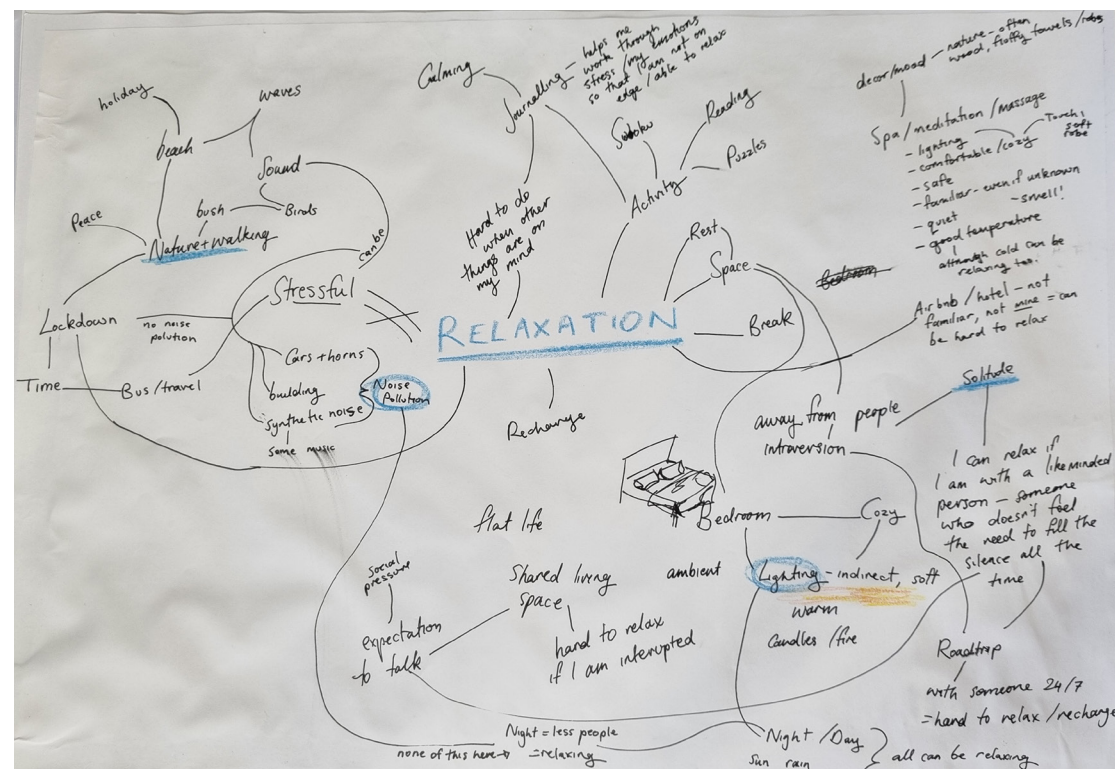 holiday
waves
beach
Sound
bush
Birds
Peace
Nature + walking
can be
Calming
Journalling
- helps me
work through
stress / my emotions
so that I am not on
edge / able to relax
Hard to do
when other
things are on
my mind
Sudoku
Reading
Puzzles
Activity
decor/mood - nature - often
wood, fluffy towels / robes
Spa / meditation / massage
- lighting
- comfortable / cozy
Touch,
soft
robe
- safe
- familiar - even if unknown
- quiet
- smell!
- good temperature
although cold can be
relaxing too.
Rest
Space
Break
Bedroom
Airbnb / hotel - not
familiar, not mine = can
be hard to relax
Stressful
Lockdown
no noise
polution
Time
Bus / travel
Cars + horns
building
Synthetic noise
some music
Noise
Pollution
RELAXATION
Recharge
Solitude
away from people
introversion
I can relax if
I am with a likeminded
person - someone
who doesn't feel
the need to fill the
silence all the
time
Bedroom
Cozy
flat life
Shared living
space
ambient
Lighting - indirect, soft
warm
Candles / fire
social
pressure
expectation
to talk
hard to relax
if I am interupted
Roadtrip
with someone 24/7
= hard to relax / recharge
Night = less people
none of this here → = relaxing
Night / Day
sun rain
all can be relaxing